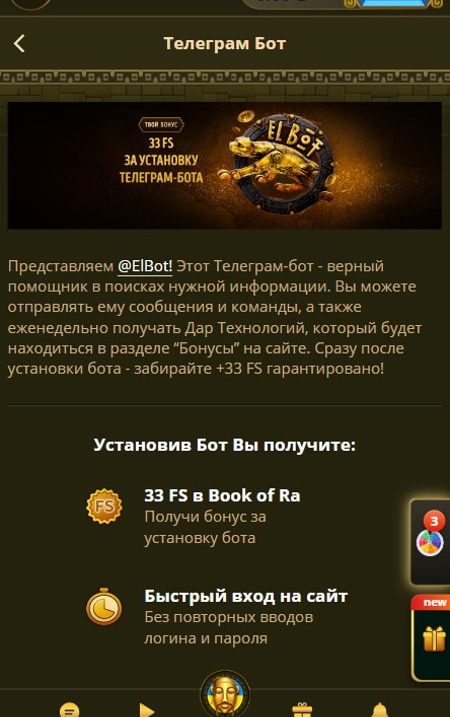 Телеграм Бот
ТВОЙ БОНУС
33 FS
ЗА УСТАНОВКУ
ТЕЛЕГРАМ-БОТА
EL BOT
Представляем @ElBot! Этот Телеграм-бот - верный
помощник в поисках нужной информации. Вы можете
отправлять ему сообщения и команды, а также
еженедельно получать Дар Технологий, который будет
находиться в разделе “Бонусы” на сайте. Сразу после
установки бота - забирайте +33 FS гарантировано!
Установив Бот Вы получите:
FS
33 FS в Book of Ra
Получи бонус за
установку бота
3
Быстрый вход на сайт
Без повторных вводов
логина и пароля
new